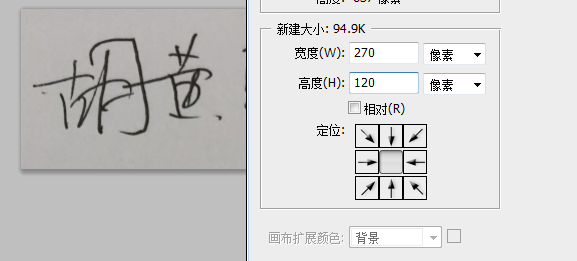 胡茵
新建大小: 94.9K
宽度(W): 270 像素
高度(H): 120 像素
相对(R)
定位:
画布扩展颜色: 背景